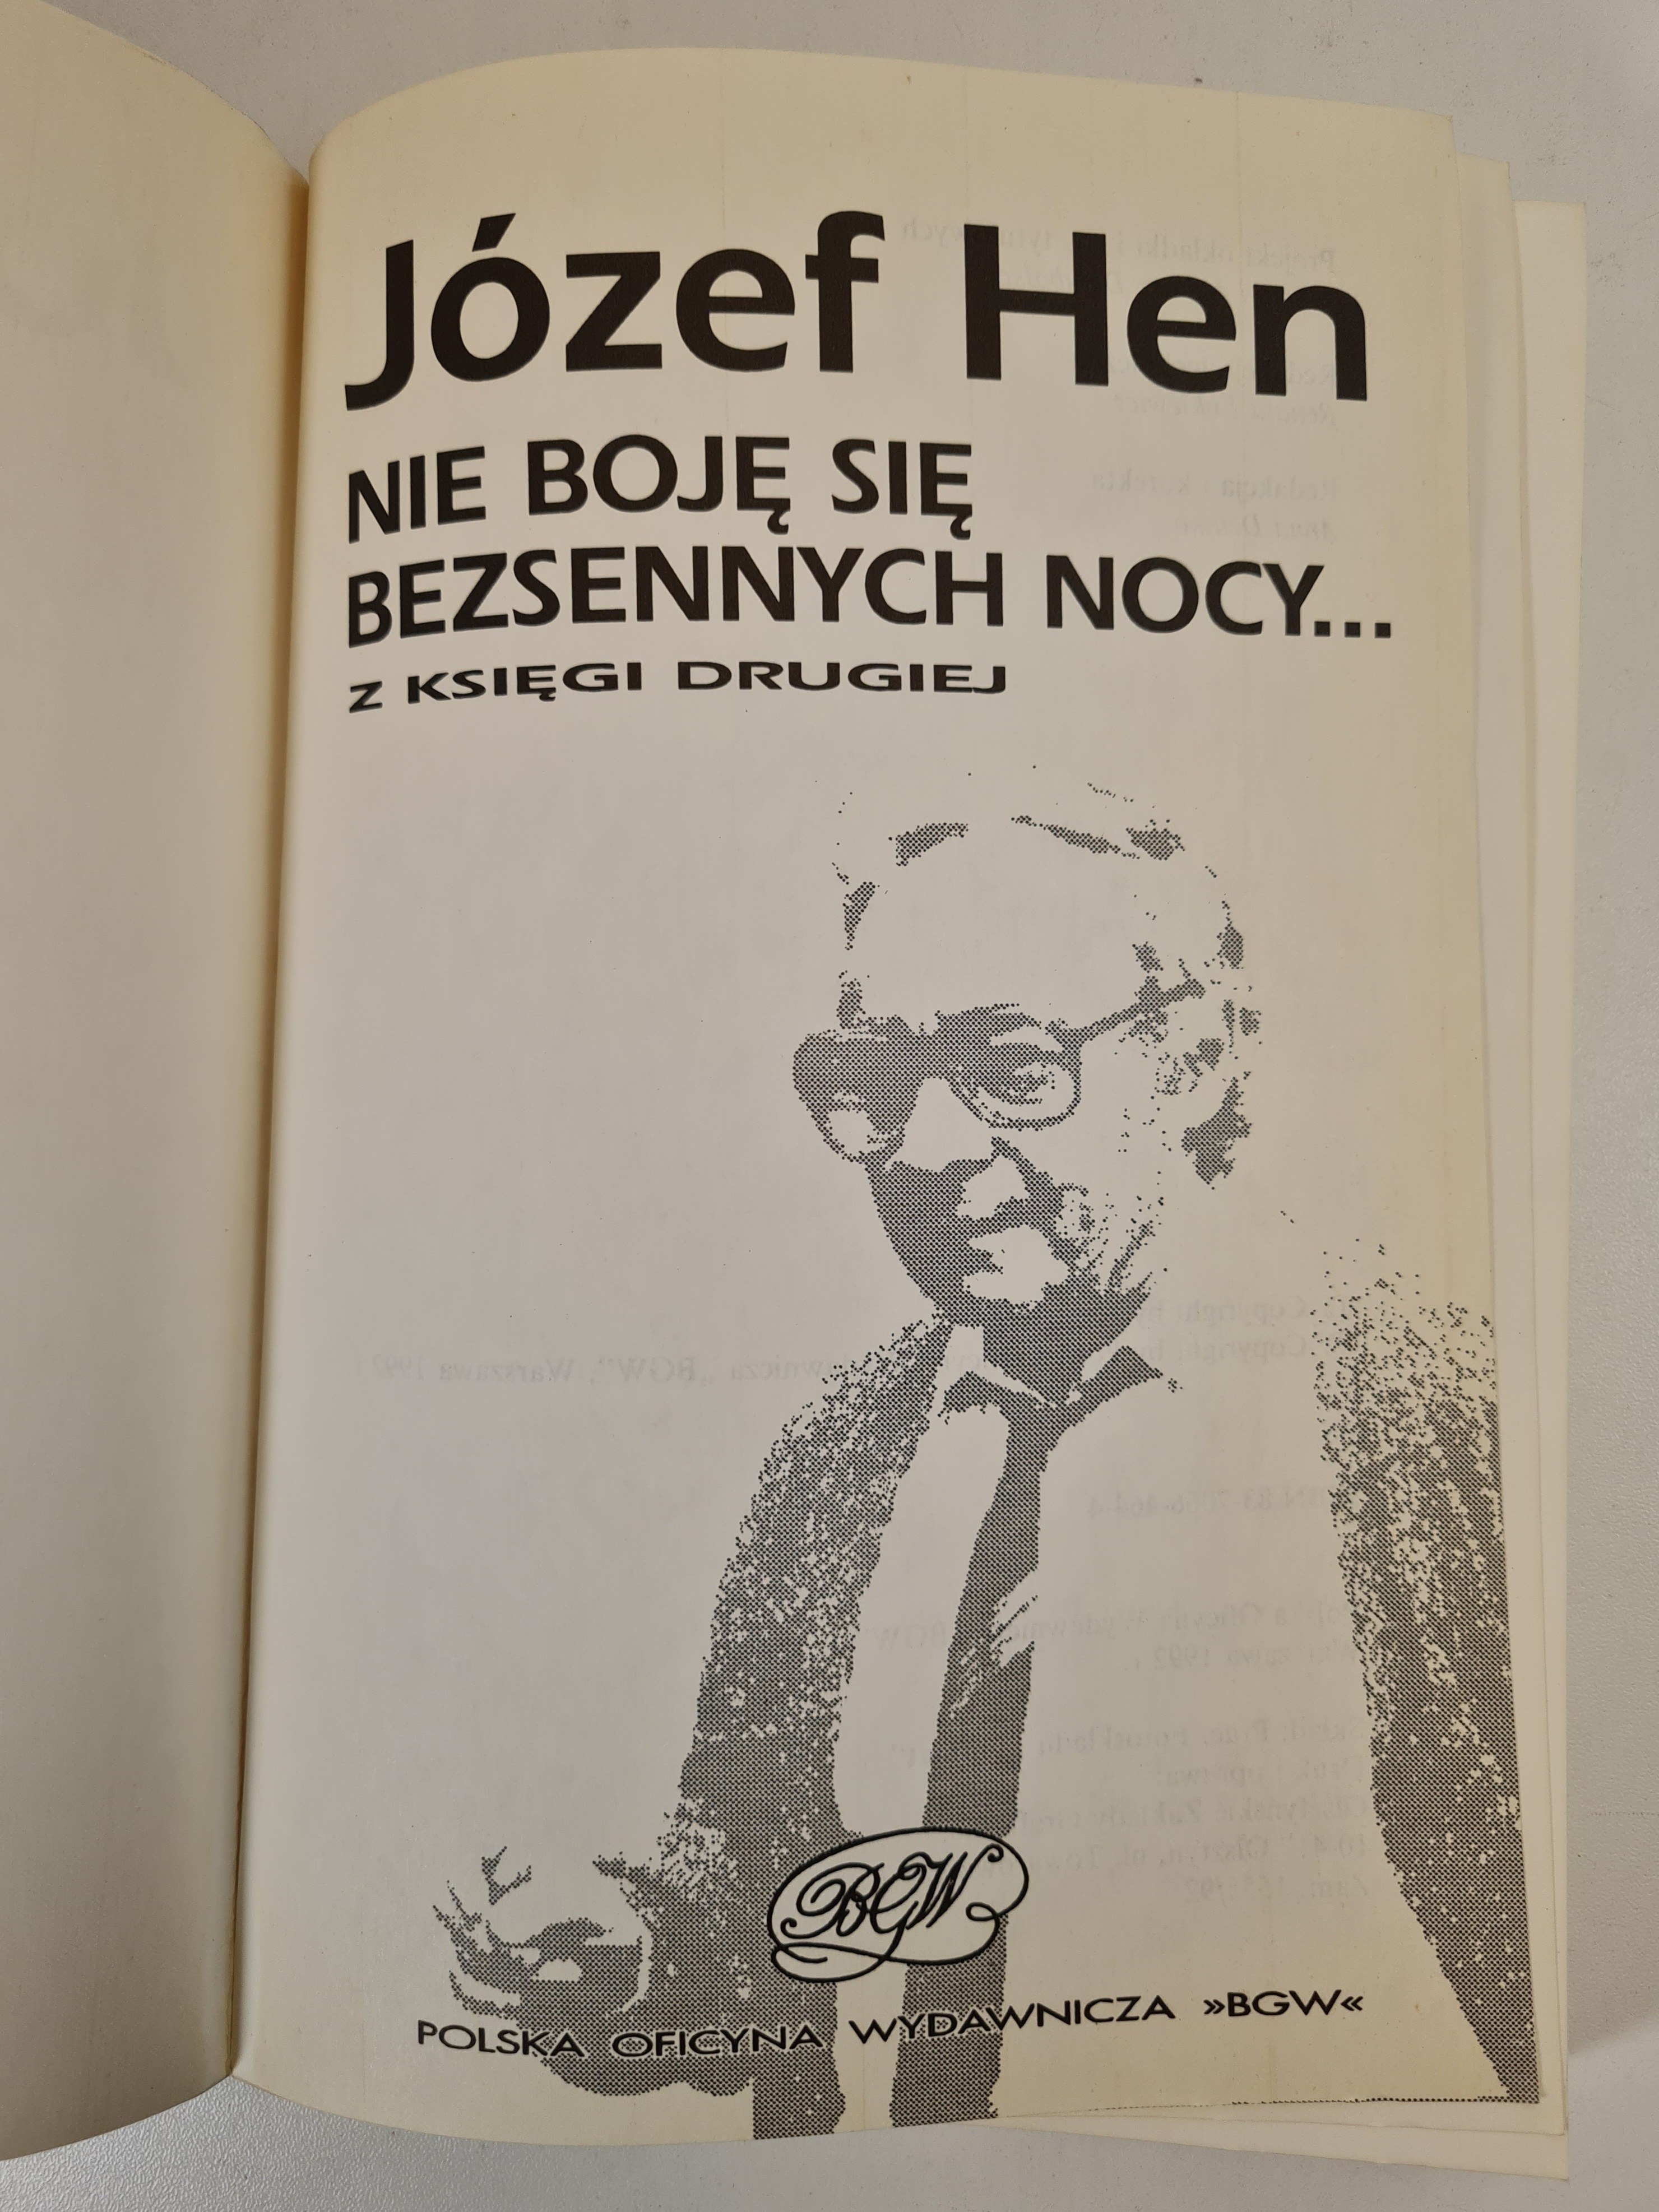 Józef Hen
NIE BOJĘ SIĘ
BEZSENNYCH NOCY...
Z KSIĘGI DRUGIEJ
BGW
POLSKA OFICYNA WYDAWNICZA »BGW«